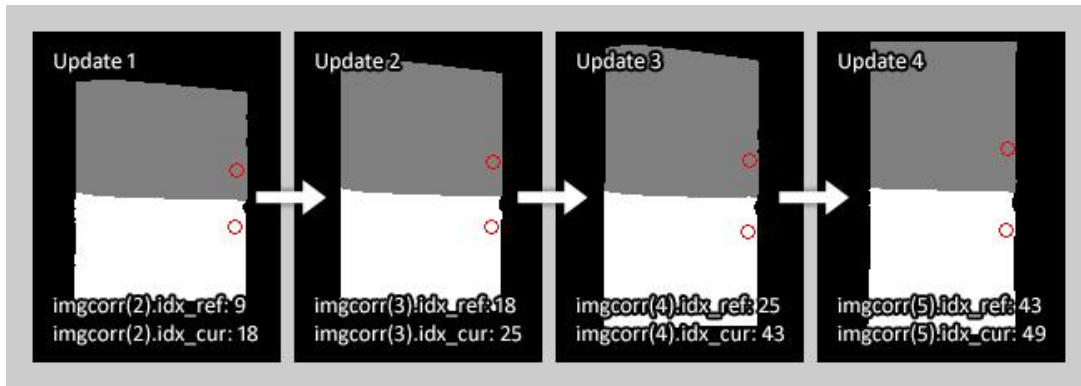 Update 1
imgcorr(2).idx_ref: 9
imgcorr(2).idx_cur: 18
Update 2
imgcorr(3).idx_ref: 18
imgcorr(3).idx_cur: 25
Update 3
imgcorr(4).idx_ref: 25
imgcorr(4).idx_cur: 43
Update 4
imgcorr(5).idx_ref: 43
imgcorr(5).idx_cur: 49